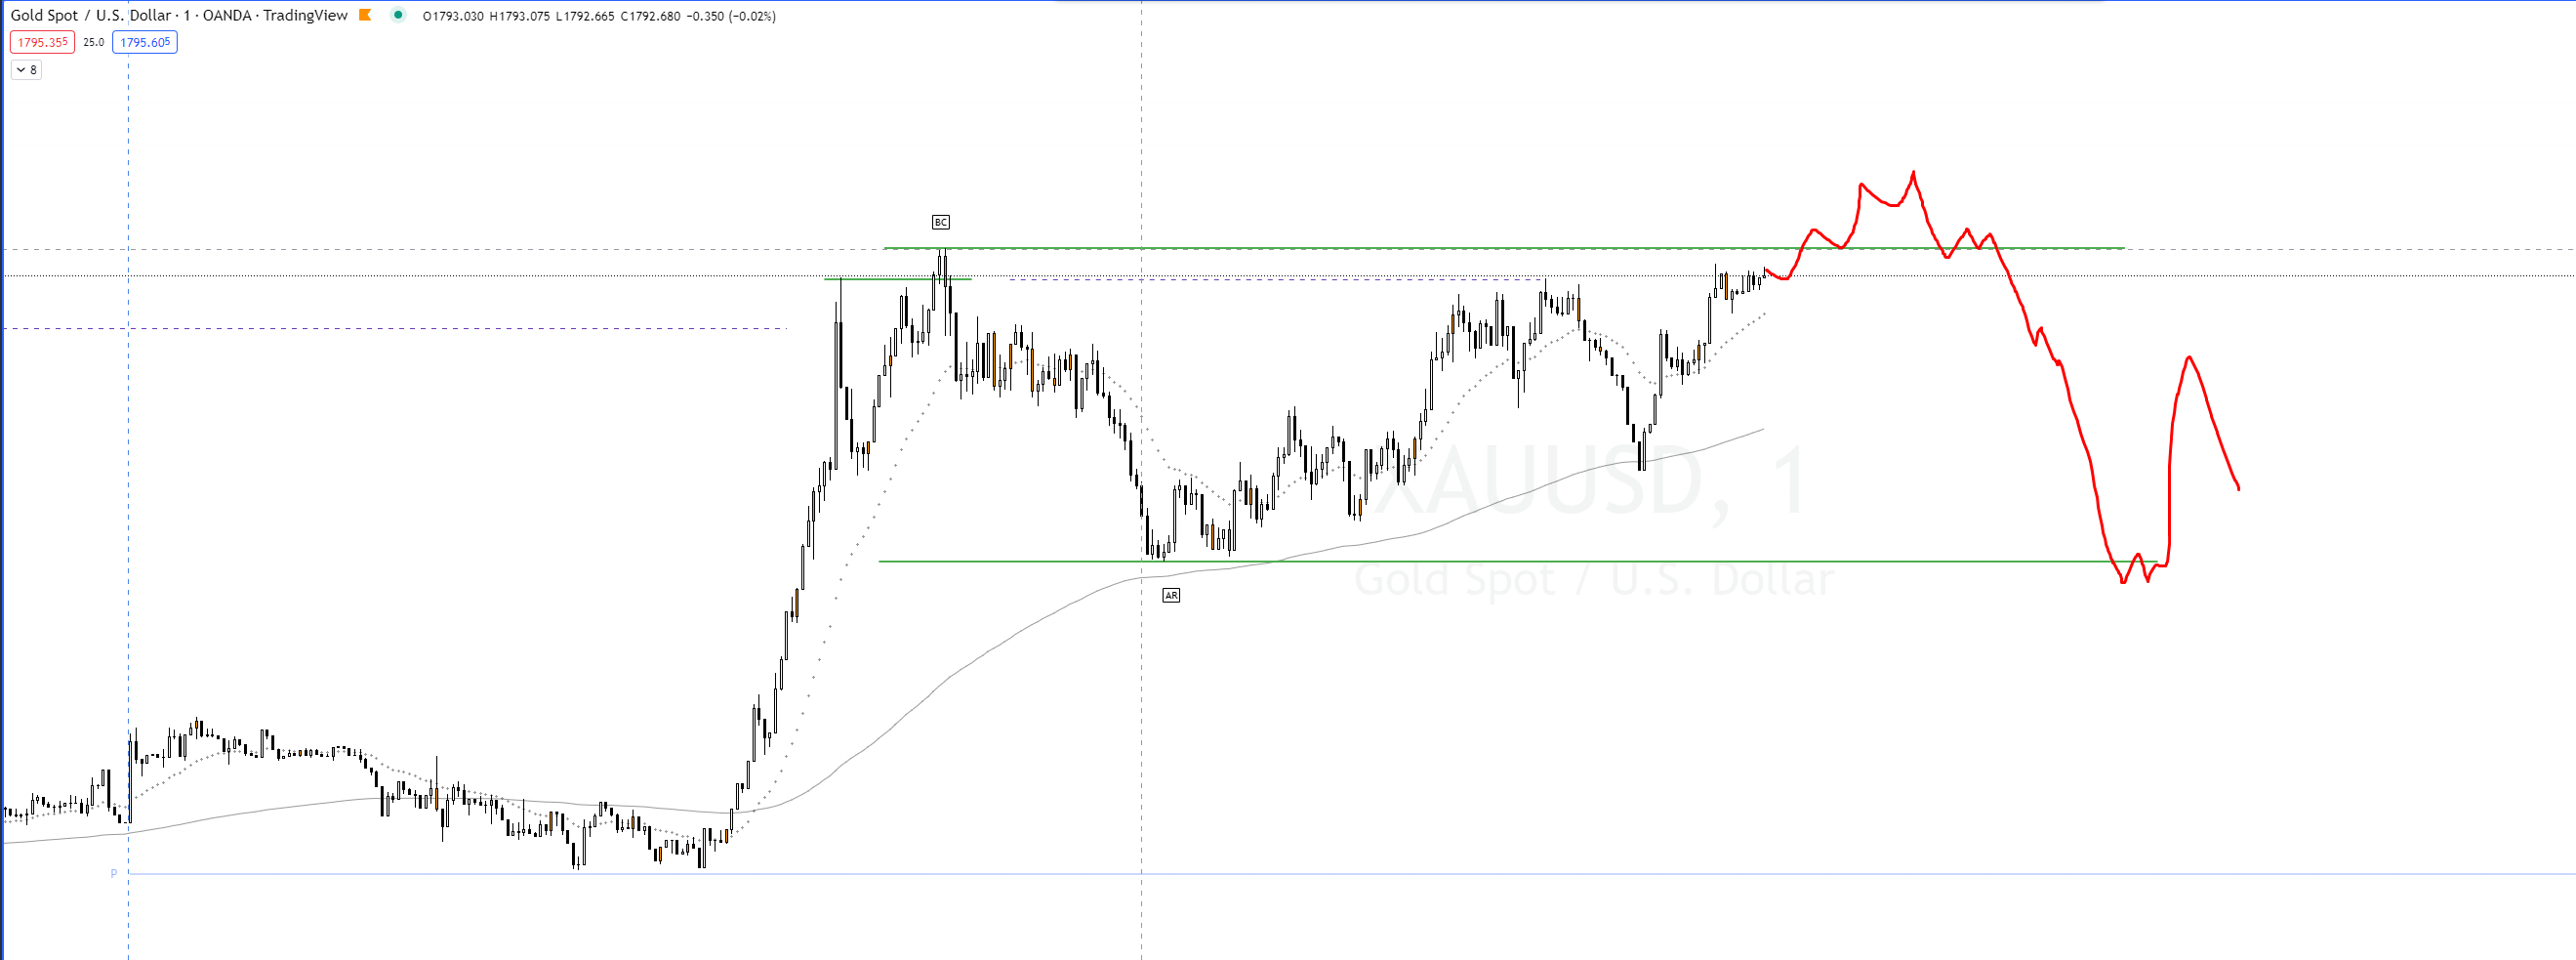 Gold Spot / U.S. Dollar · 1 · OANDA · TradingView O1793.030 H1793.075 L1792.665 C1792.680 −0.350 (−0.02%)
1795.355 25.0 1795.605
8
BC
XAUUSD, 1
Gold Spot / U.S. Dollar
AR
P